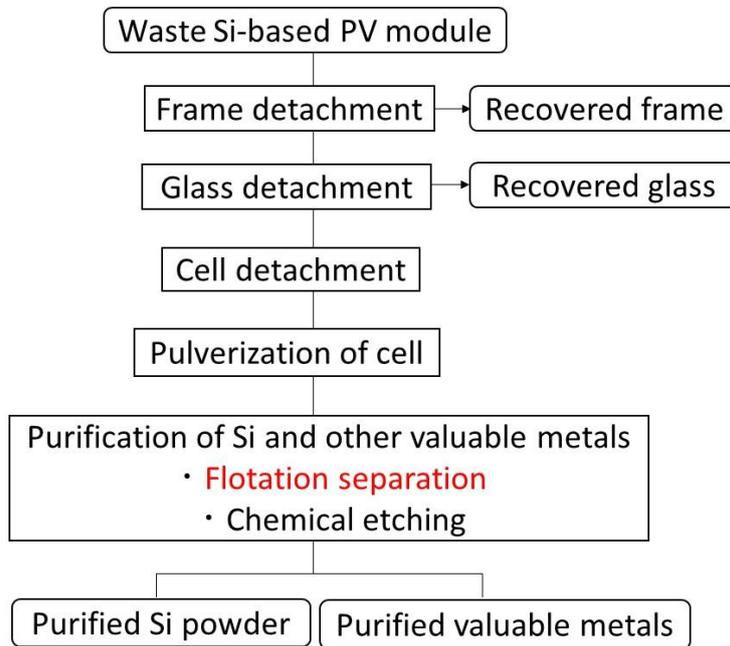 Waste Si-based PV module
Frame detachment
Recovered frame
Glass detachment
Recovered glass
Cell detachment
Pulverization of cell
Purification of Si and other valuable metals
・Flotation separation
・Chemical etching
Purified Si powder
Purified valuable metals